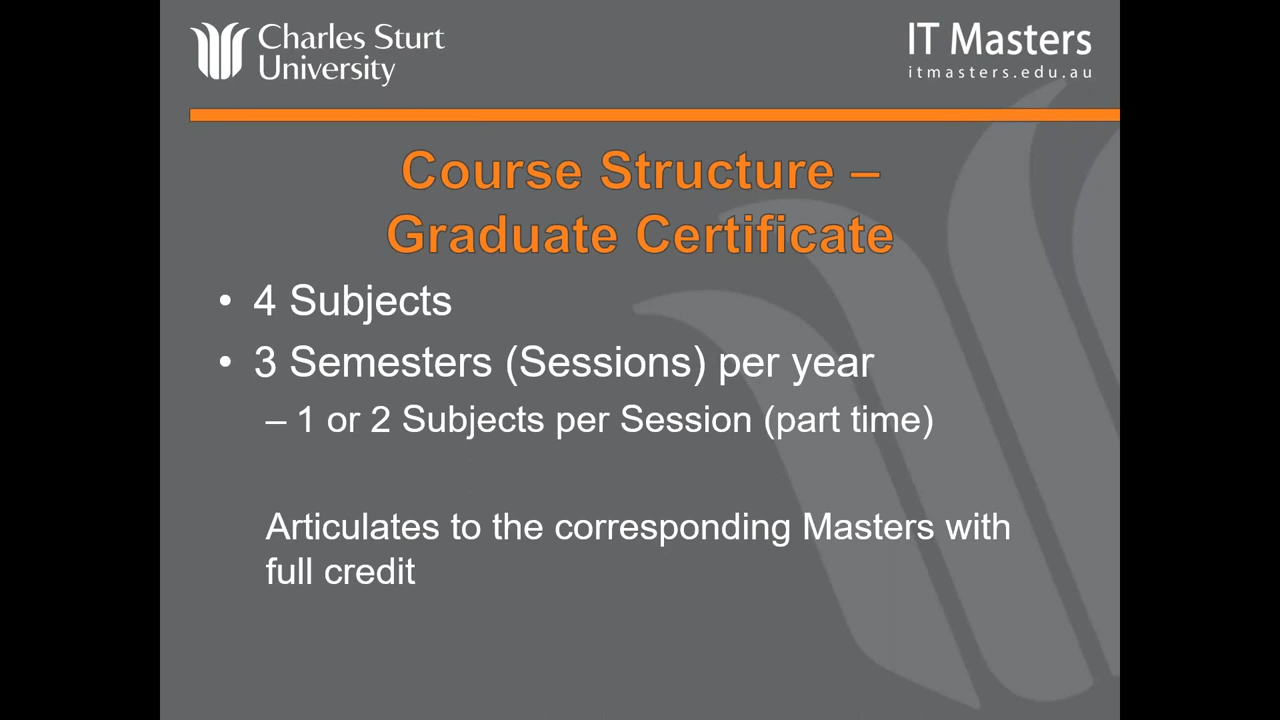 Charles Sturt
University
IT Masters
itmasters.edu.au
Course Structure –
Graduate Certificate
• 4 Subjects
• 3 Semesters (Sessions) per year
– 1 or 2 Subjects per Session (part time)
Articulates to the corresponding Masters with
full credit